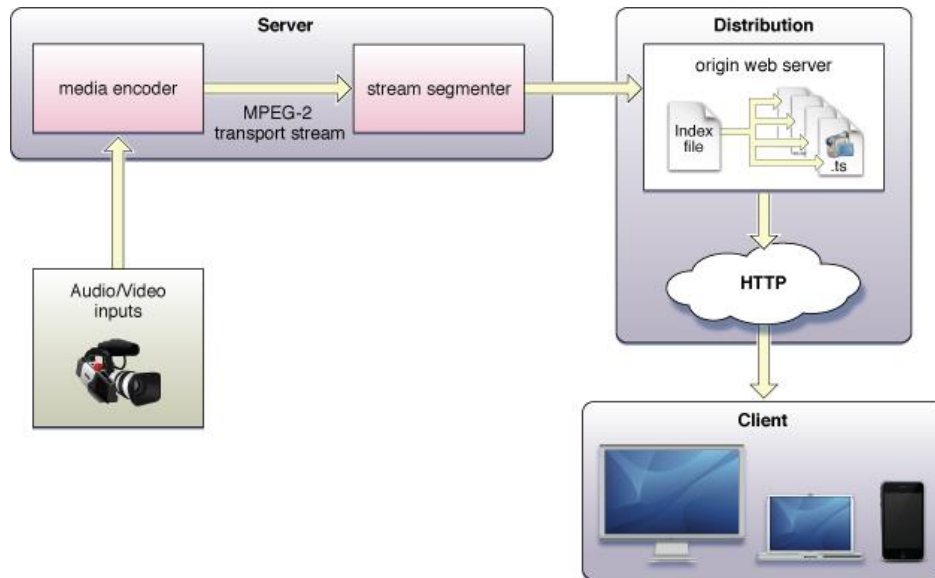 Server
media encoder
MPEG-2
transport stream
stream segmenter
Distribution
origin web server
Index
file
.ts
HTTP
Audio/Video
inputs
Client